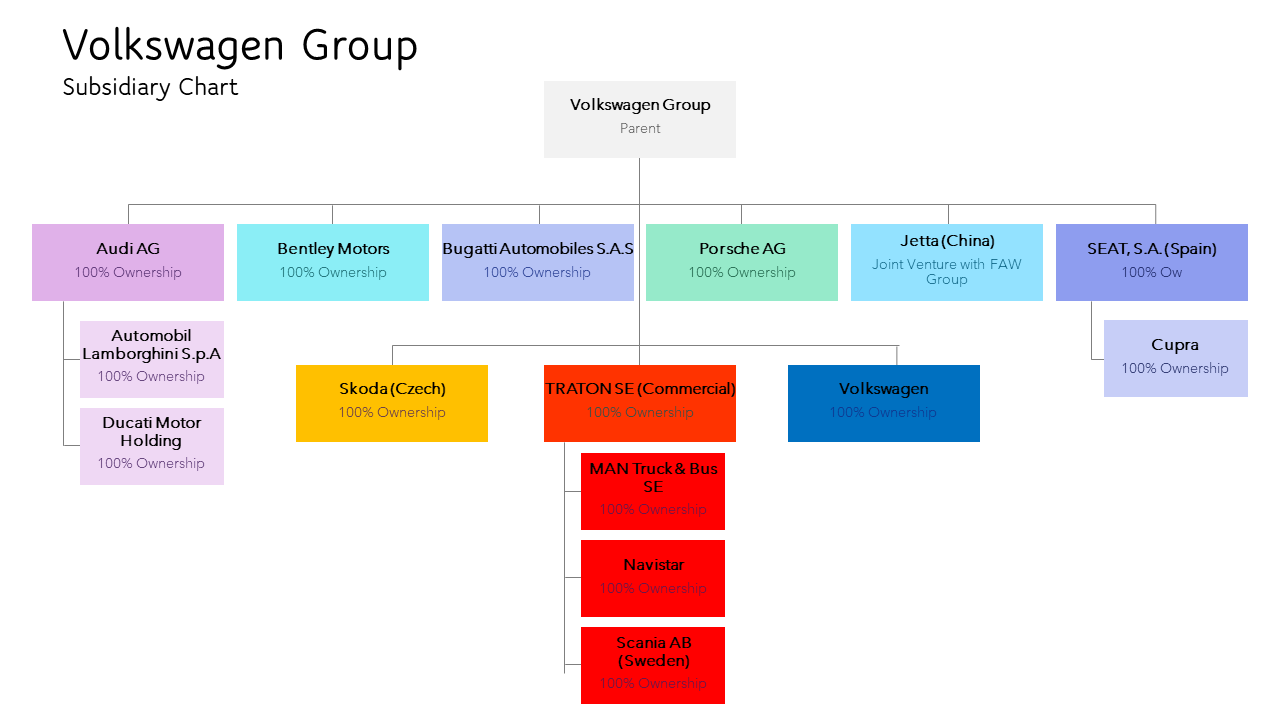 Volkswagen Group
Subsidiary Chart
Volkswagen Group
Parent
Audi AG
100% Ownership
Bentley Motors
100% Ownership
Bugatti Automobiles S.A.S
100% Ownership
Porsche AG
100% Ownership
Jetta (China)
Joint Venture with FAW
Group
SEAT, S.A. (Spain)
100% Ow
Automobil
Lamborghini S.p.A
100% Ownership
Ducati Motor
Holding
100% Ownership
Cupra
100% Ownership
Skoda (Czech)
100% Ownership
TRATON SE (Commercial)
100% Ownership
Volkswagen
100% Ownership
MAN Truck & Bus
SE
100% Ownership
Navistar
100% Ownership
Scania AB
(Sweden)
100% Ownership